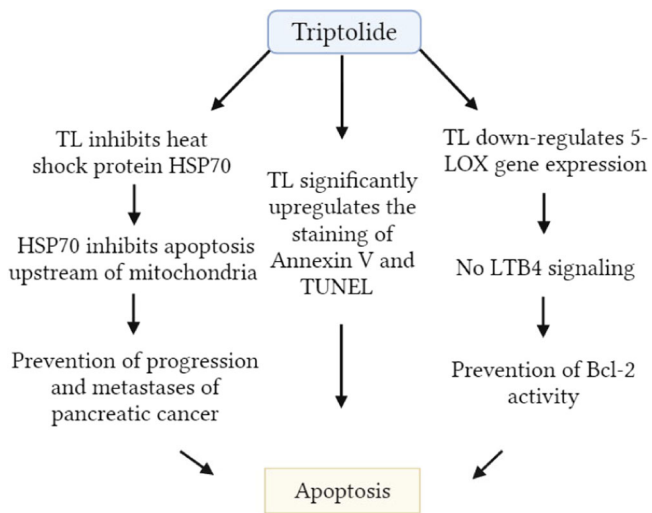 Triptolide
TL inhibits heat
shock protein HSP70
HSP70 inhibits apoptosis
upstream of mitochondria
Prevention of progression
and metastases of
pancreatic cancer
TL significantly
upregulates the
staining of
Annexin V and
TUNEL
TL down-regulates 5-
LOX gene expression
No LTB4 signaling
Prevention of Bcl-2
activity
Apoptosis